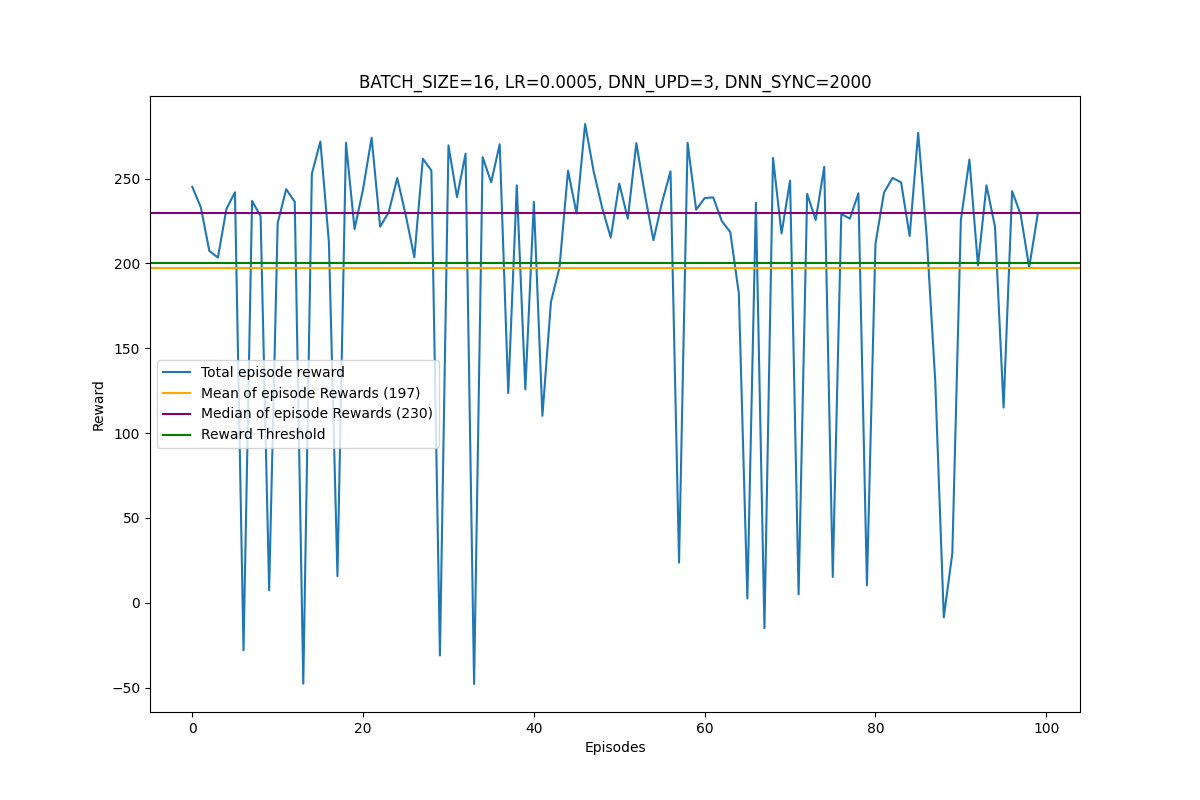 BATCH_SIZE=16, LR=0.0005, DNN_UPD=3, DNN_SYNC=2000
Reward
250
200
150
100
50
0
−50
Total episode reward
Mean of episode Rewards (197)
Median of episode Rewards (230)
Reward Threshold
0 20 40 60 80 100
Episodes